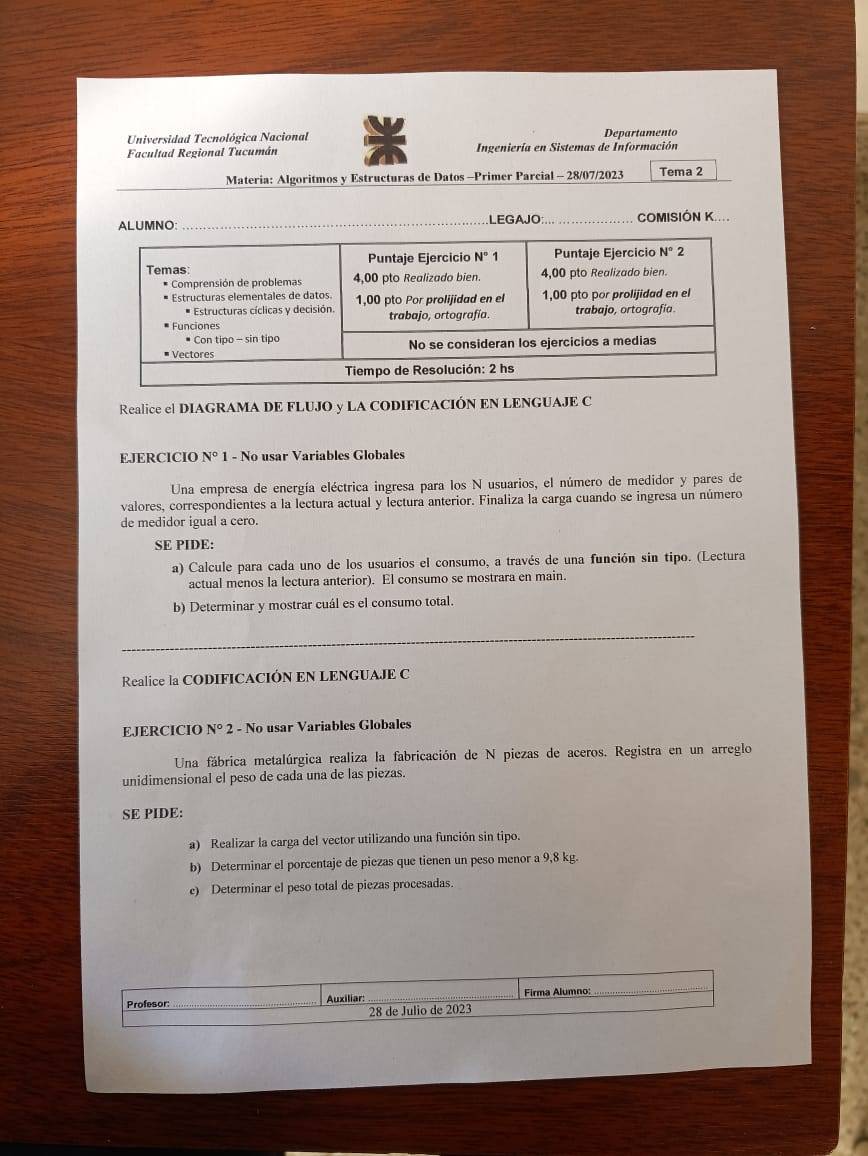 Universidad Tecnológica Nacional
Facultad Regional Tucumán
Departamento
Ingeniería en Sistemas de Información
Materia: Algoritmos y Estructuras de Datos –Primer Parcial – 28/07/2023
Tema 2
ALUMNO: ........................ LEGAJO:... .................. COMISIÓN K....
Temas:
▪ Comprensión de problemas
▪ Estructuras elementales de datos.
▪ Estructuras cíclicas y decisión.
▪ Funciones
▪ Con tipo – sin tipo
▪ Vectores
Puntaje Ejercicio N° 1
4,00 pto Realizado bien.
1,00 pto Por prolijidad en el
trabajo, ortografía.
Puntaje Ejercicio N° 2
4,00 pto Realizado bien.
1,00 pto por prolijidad en el
trabajo, ortografía.
No se consideran los ejercicios a medias
Tiempo de Resolución: 2 hs
Realice el DIAGRAMA DE FLUJO y LA CODIFICACIÓN EN LENGUAJE C
EJERCICIO N° 1 - No usar Variables Globales
Una empresa de energía eléctrica ingresa para los N usuarios, el número de medidor y pares de
valores, correspondientes a la lectura actual y lectura anterior. Finaliza la carga cuando se ingresa un número
de medidor igual a cero.
SE PIDE:
a) Calcule para cada uno de los usuarios el consumo, a través de una función sin tipo. (Lectura
actual menos la lectura anterior). El consumo se mostrara en main.
b) Determinar y mostrar cuál es el consumo total.
Realice la CODIFICACIÓN EN LENGUAJE C
EJERCICIO N° 2 - No usar Variables Globales
Una fábrica metalúrgica realiza la fabricación de N piezas de aceros. Registra en un arreglo
unidimensional el peso de cada una de las piezas.
SE PIDE:
a) Realizar la carga del vector utilizando una función sin tipo.
b) Determinar el porcentaje de piezas que tienen un peso menor a 9,8 kg.
c) Determinar el peso total de piezas procesadas.
Profesor: ........................ Auxiliar: ........................ Firma Alumno: ........................
28 de Julio de 2023